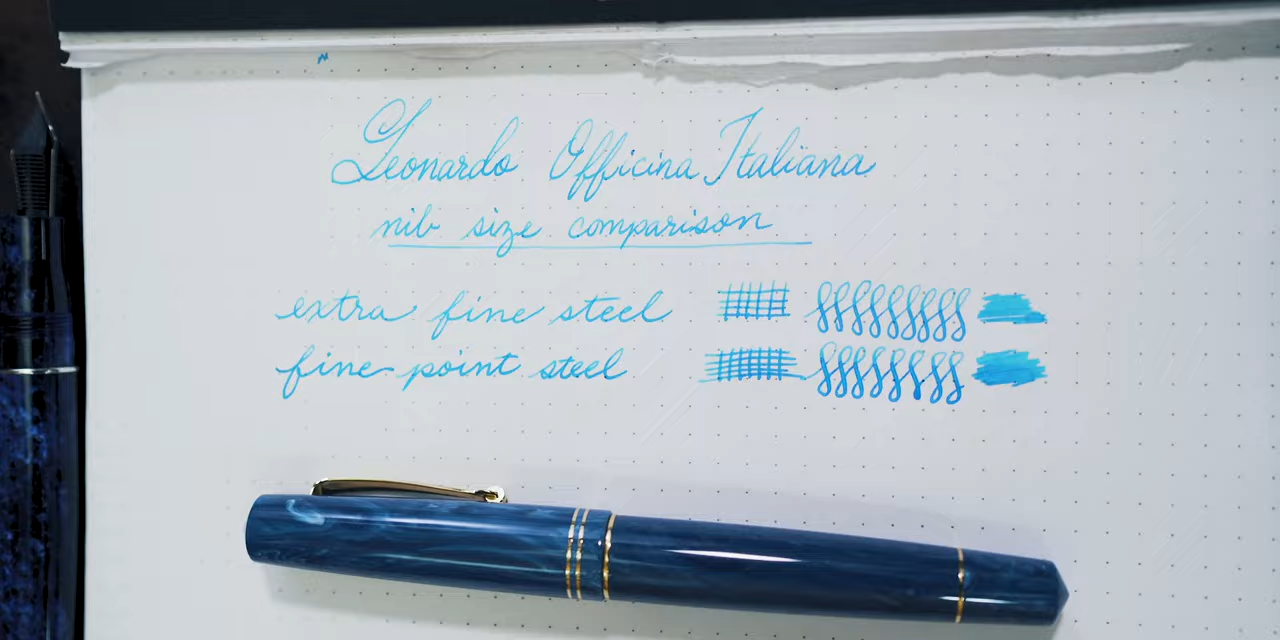 Leonardo Officina Italiana
nib size comparison
extra fine steel
fine point steel